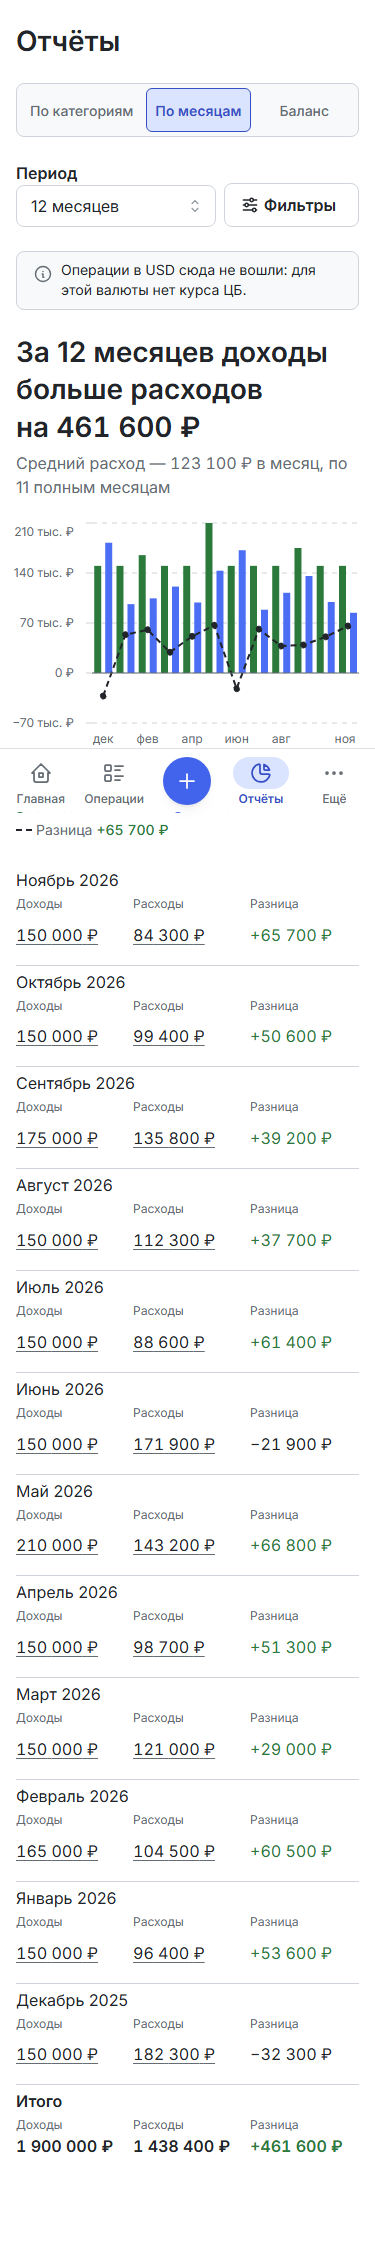 Отчёты
По категориям
По месяцам
Баланс
Период
12 месяцев
Фильтры
Операции в USD сюда не вошли: для
этой валюты нет курса ЦБ.
За 12 месяцев доходы
больше расходов
на 461 600 ₽
Средний расход — 123 100 ₽ в месяц, по
11 полным месяцам
210 тыс. ₽
140 тыс. ₽
70 тыс. ₽
0 ₽
−70 тыс. ₽
дек фев апр июн авг ноя
Главная Операции Отчёты Ещё
Разница +65 700 ₽
Ноябрь 2026
Доходы Расходы Разница
150 000 ₽ 84 300 ₽ +65 700 ₽
Октябрь 2026
Доходы Расходы Разница
150 000 ₽ 99 400 ₽ +50 600 ₽
Сентябрь 2026
Доходы Расходы Разница
175 000 ₽ 135 800 ₽ +39 200 ₽
Август 2026
Доходы Расходы Разница
150 000 ₽ 112 300 ₽ +37 700 ₽
Июль 2026
Доходы Расходы Разница
150 000 ₽ 88 600 ₽ +61 400 ₽
Июнь 2026
Доходы Расходы Разница
150 000 ₽ 171 900 ₽ −21 900 ₽
Май 2026
Доходы Расходы Разница
210 000 ₽ 143 200 ₽ +66 800 ₽
Апрель 2026
Доходы Расходы Разница
150 000 ₽ 98 700 ₽ +51 300 ₽
Март 2026
Доходы Расходы Разница
150 000 ₽ 121 000 ₽ +29 000 ₽
Февраль 2026
Доходы Расходы Разница
165 000 ₽ 104 500 ₽ +60 500 ₽
Январь 2026
Доходы Расходы Разница
150 000 ₽ 96 400 ₽ +53 600 ₽
Декабрь 2025
Доходы Расходы Разница
150 000 ₽ 182 300 ₽ −32 300 ₽
Итого
Доходы Расходы Разница
1 900 000 ₽ 1 438 400 ₽ +461 600 ₽